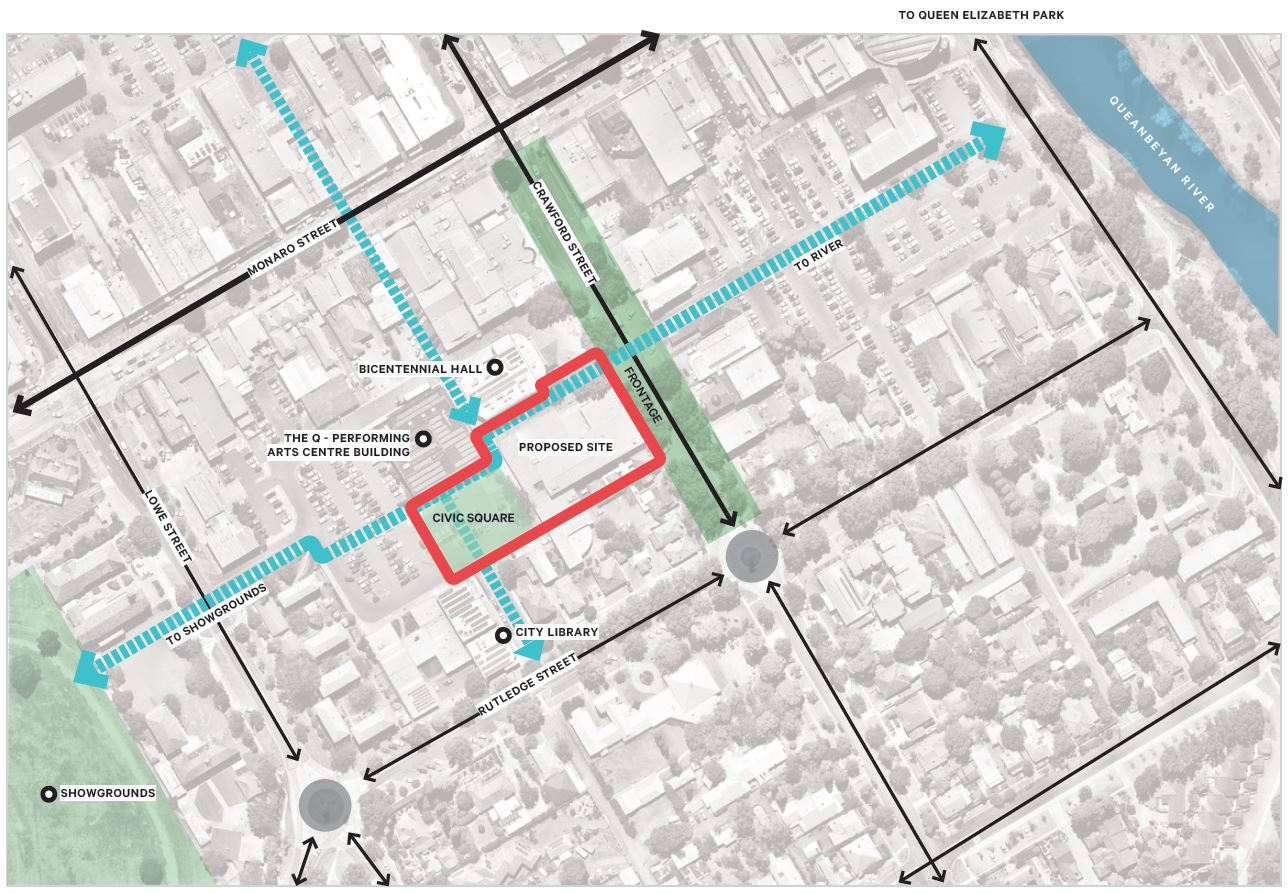 TO QUEEN ELIZABETH PARK
QUEANBEYAN RIVER
CRAWFORD STREET
MONARO STREET
TO RIVER
BICENTENNIAL HALL
FRONTAGE
THE Q - PERFORMING
ARTS CENTRE BUILDING
PROPOSED SITE
LOWE STREET
CIVIC SQUARE
TO SHOWGROUNDS
CITY LIBRARY
RUTLEDGE STREET
SHOWGROUNDS